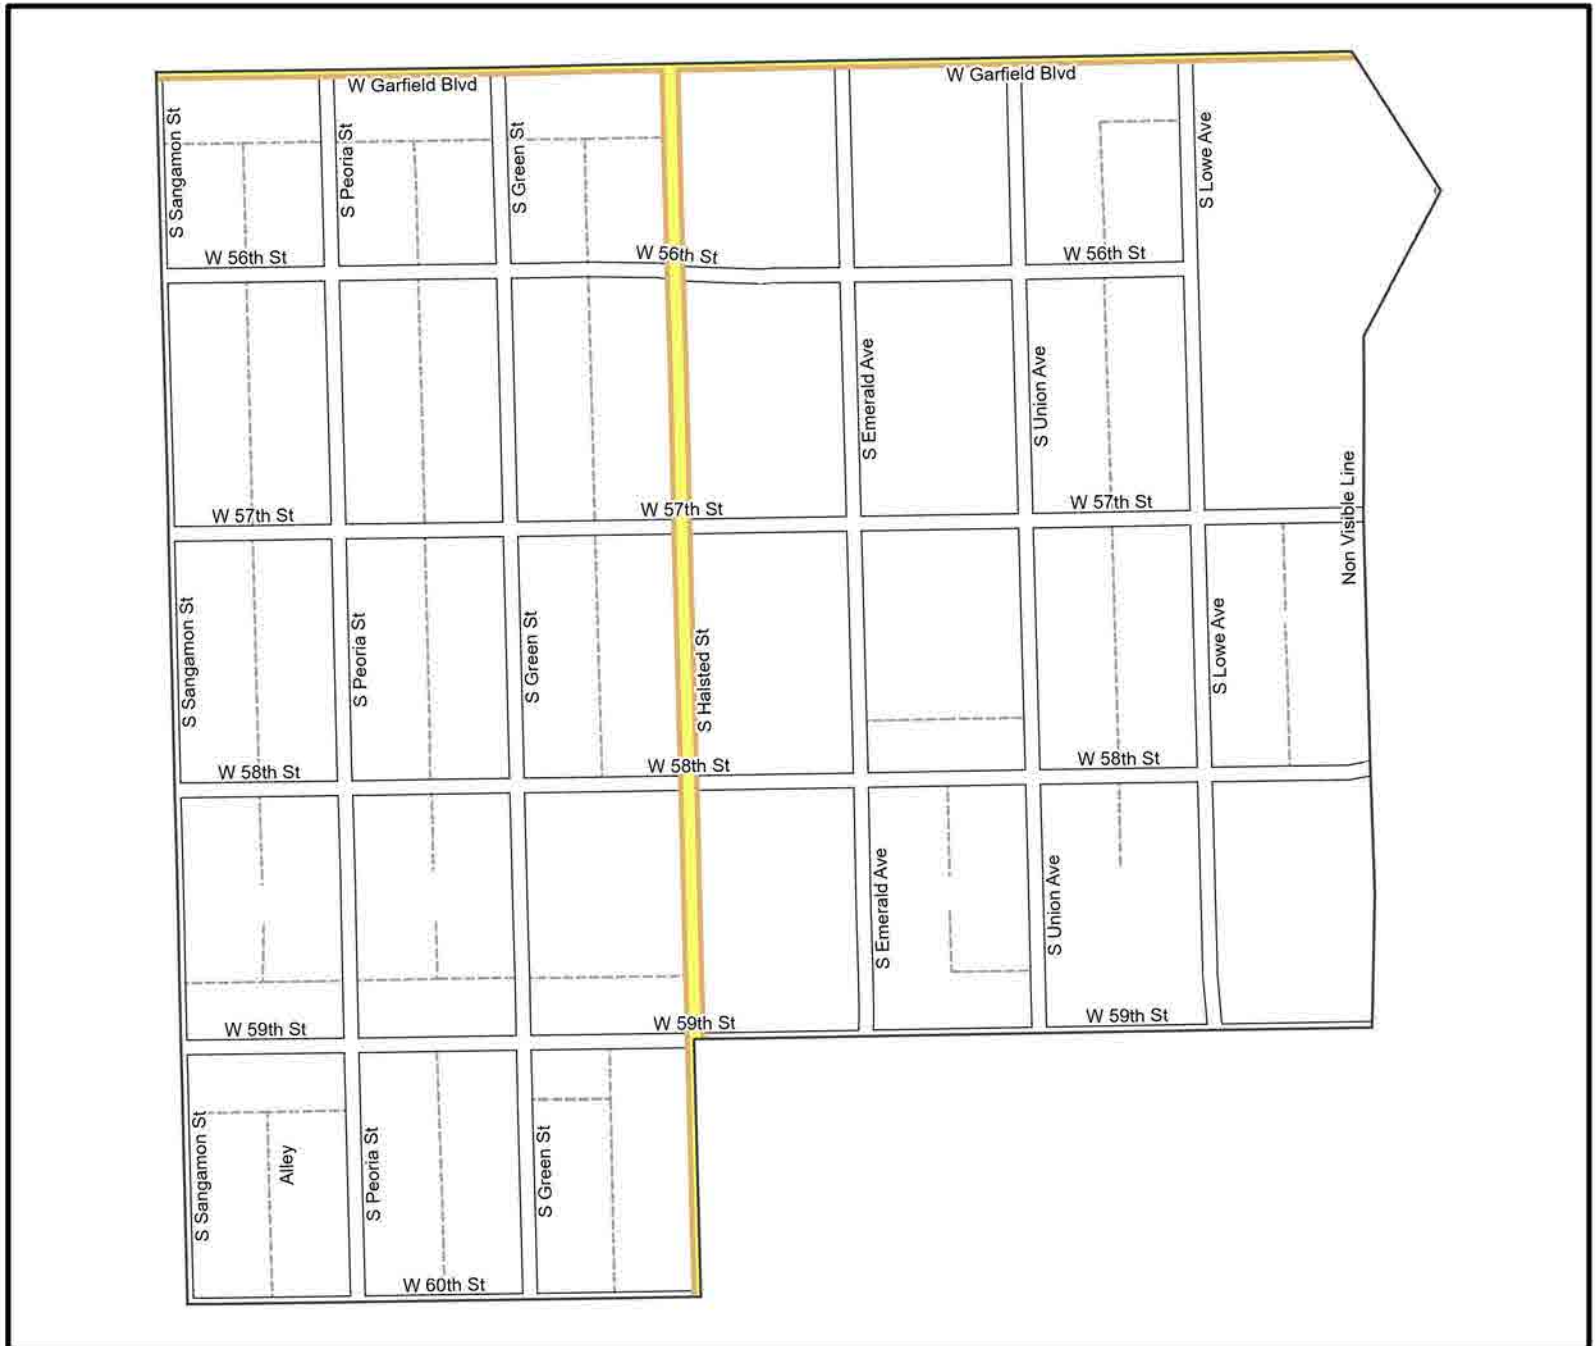 W Garfield Blvd
W Garfield Blvd
S Sangamon St
S Peoria St
S Green St
S Lowe Ave
W 56th St
W 56th St
W 56th St
S Emerald Ave
S Union Ave
Non Visible Line
W 57th St
W 57th St
W 57th St
S Sangamon St
S Peoria St
S Green St
S Halsted St
S Lowe Ave
W 58th St
W 58th St
W 58th St
S Emerald Ave
S Union Ave
W 59th St
W 59th St
W 59th St
S Sangamon St
Alley
S Peoria St
S Green St
W 60th St